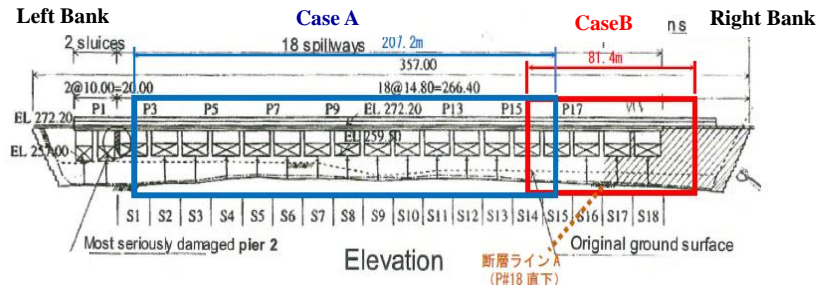 Left Bank
Case A
CaseB
Right Bank
2 sluices
18 spillways
207.2m
ns
357.00
81.4m
2@10.00=20.00
18@14.80=266.40
P1 P3 P5 P7 P9 EL 272.20 P13 P15 P17
EL 272.20
EL 259.50
S1 S2 S3 S4 S5 S6 S7 S8 S9 S10 S11 S12 S13 S14 S15 S16 S17 S18
Most seriously damaged pier 2
Original ground surface
Elevation
断層ラインA
(P#18 直下)